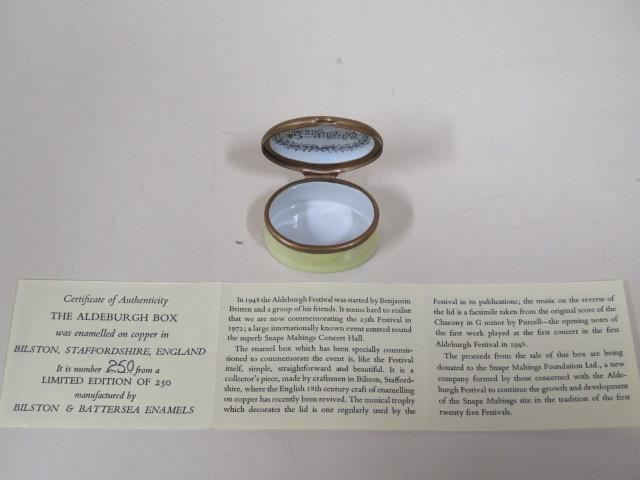 Certificate of Authenticity
THE ALDEBURGH BOX
was enamelled on copper in
BILSTON, STAFFORDSHIRE, ENGLAND
It is number 250 from a
LIMITED EDITION OF 250
manufactured by
BILSTON & BATTERSEA ENAMELS
In 1948 the Aldeburgh Festival was started by Benjamin
Britten and a group of his friends. It seems hard to realise
that we are now commemorating the 25th Festival in
1972; a large internationally known event centred round
the superb Snape Maltings Concert Hall.
The enamel box which has been specially commis-
sioned to commemorate the event is, like the Festival
itself, simple, straightforward and beautiful. It is a
collector's piece, made by craftsmen in Bilston, Stafford-
shire, where the English 18th century craft of enamelling
on copper has recently been revived. The musical trophy
which decorates the lid is one regularly used by the
Festival in its publications; the music on the reverse of
the lid is a facsimile taken from the original score of the
Chacony in G minor by Purcell—the opening notes of
the first work played at the first concert in the first
Aldeburgh Festival in 1948.
The proceeds from the sale of this box are being
donated to the Snape Maltings Foundation Ltd., a new
company formed by those concerned with the Alde-
burgh Festival to continue the growth and development
of the Snape Maltings site in the tradition of the first
twenty five Festivals.